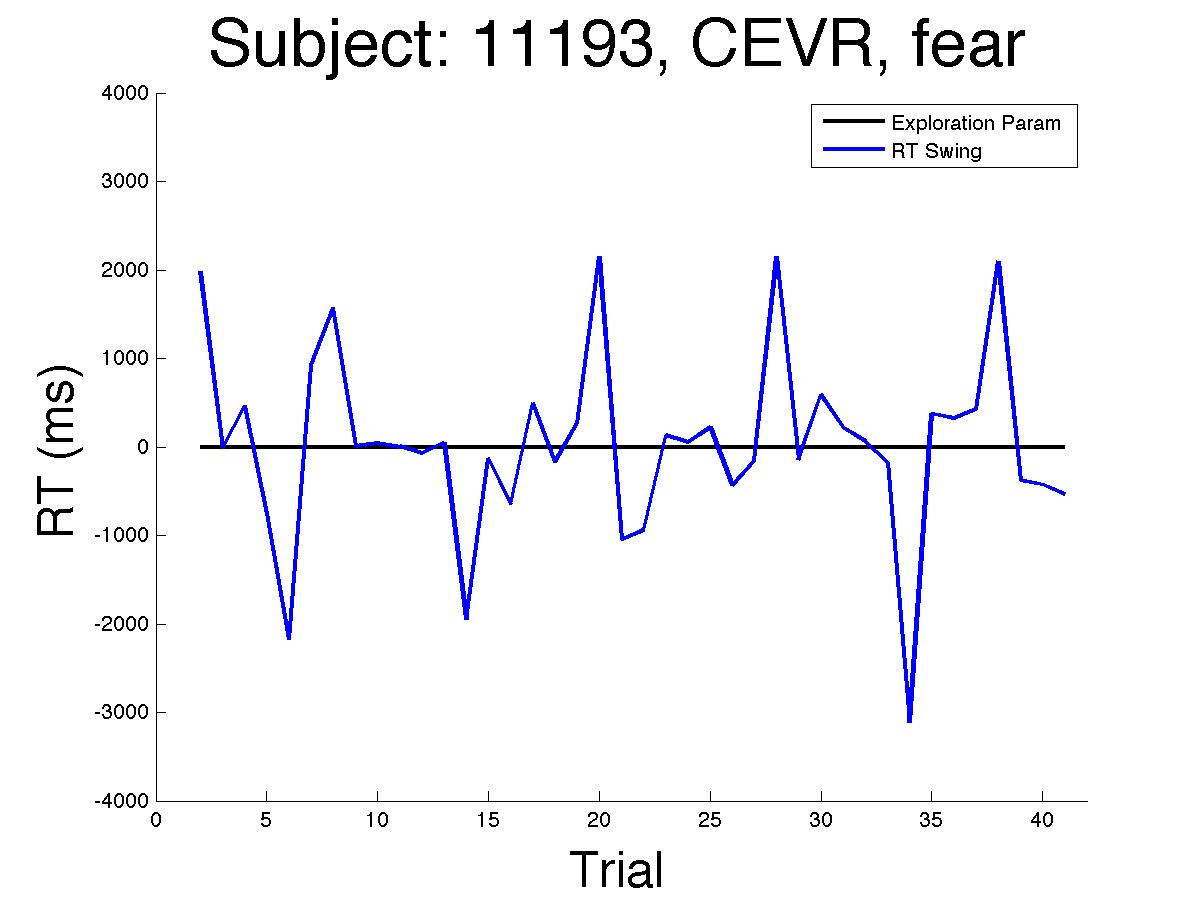 Subject: 11193, CEVR, fear
4000
3000
2000
1000
0
-1000
-2000
-3000
-4000
RT (ms)
Exploration Param
RT Swing
0 5 10 15 20 25 30 35 40
Trial